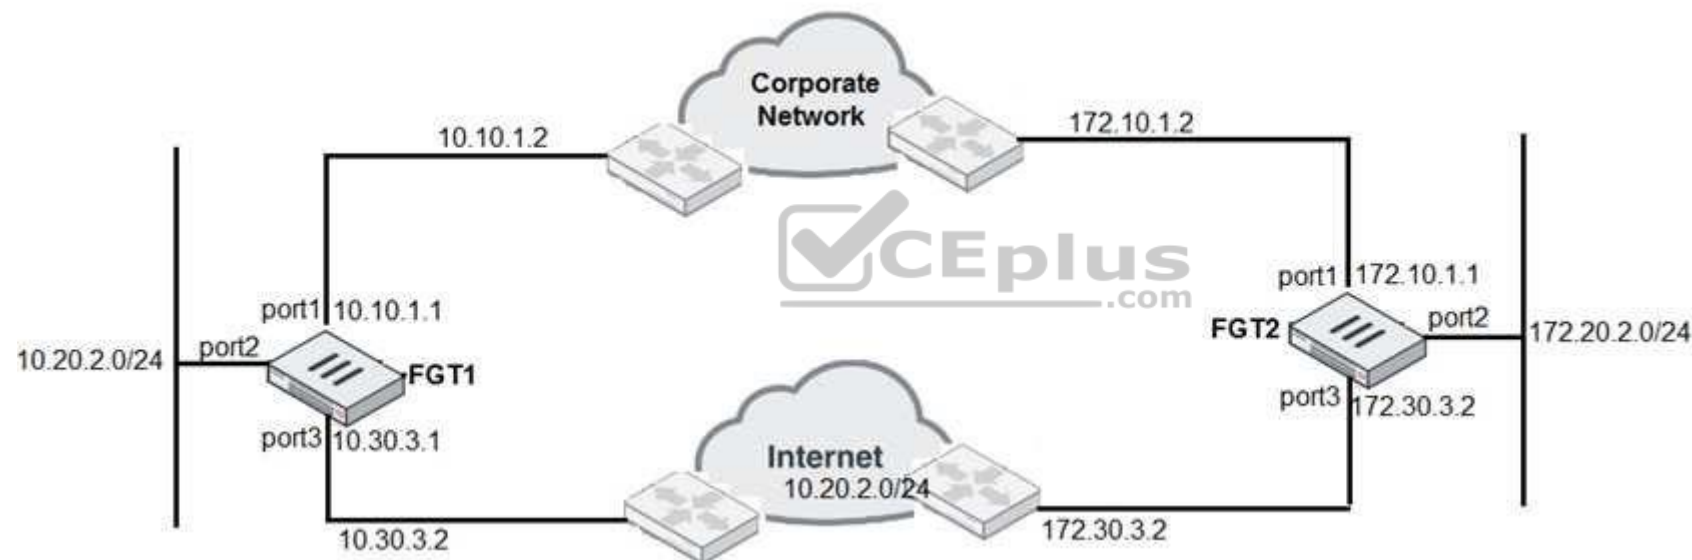 Corporate
Network
10.10.1.2
172.10.1.2
CEplus
.com
port1 10.10.1.1
port1 172.10.1.1
10.20.2.0/24
port2
FGT1
FGT2
port2
172.20.2.0/24
port3 10.30.3.1
port3 172.30.3.2
Internet
10.20.2.0/24
10.30.3.2
172.30.3.2